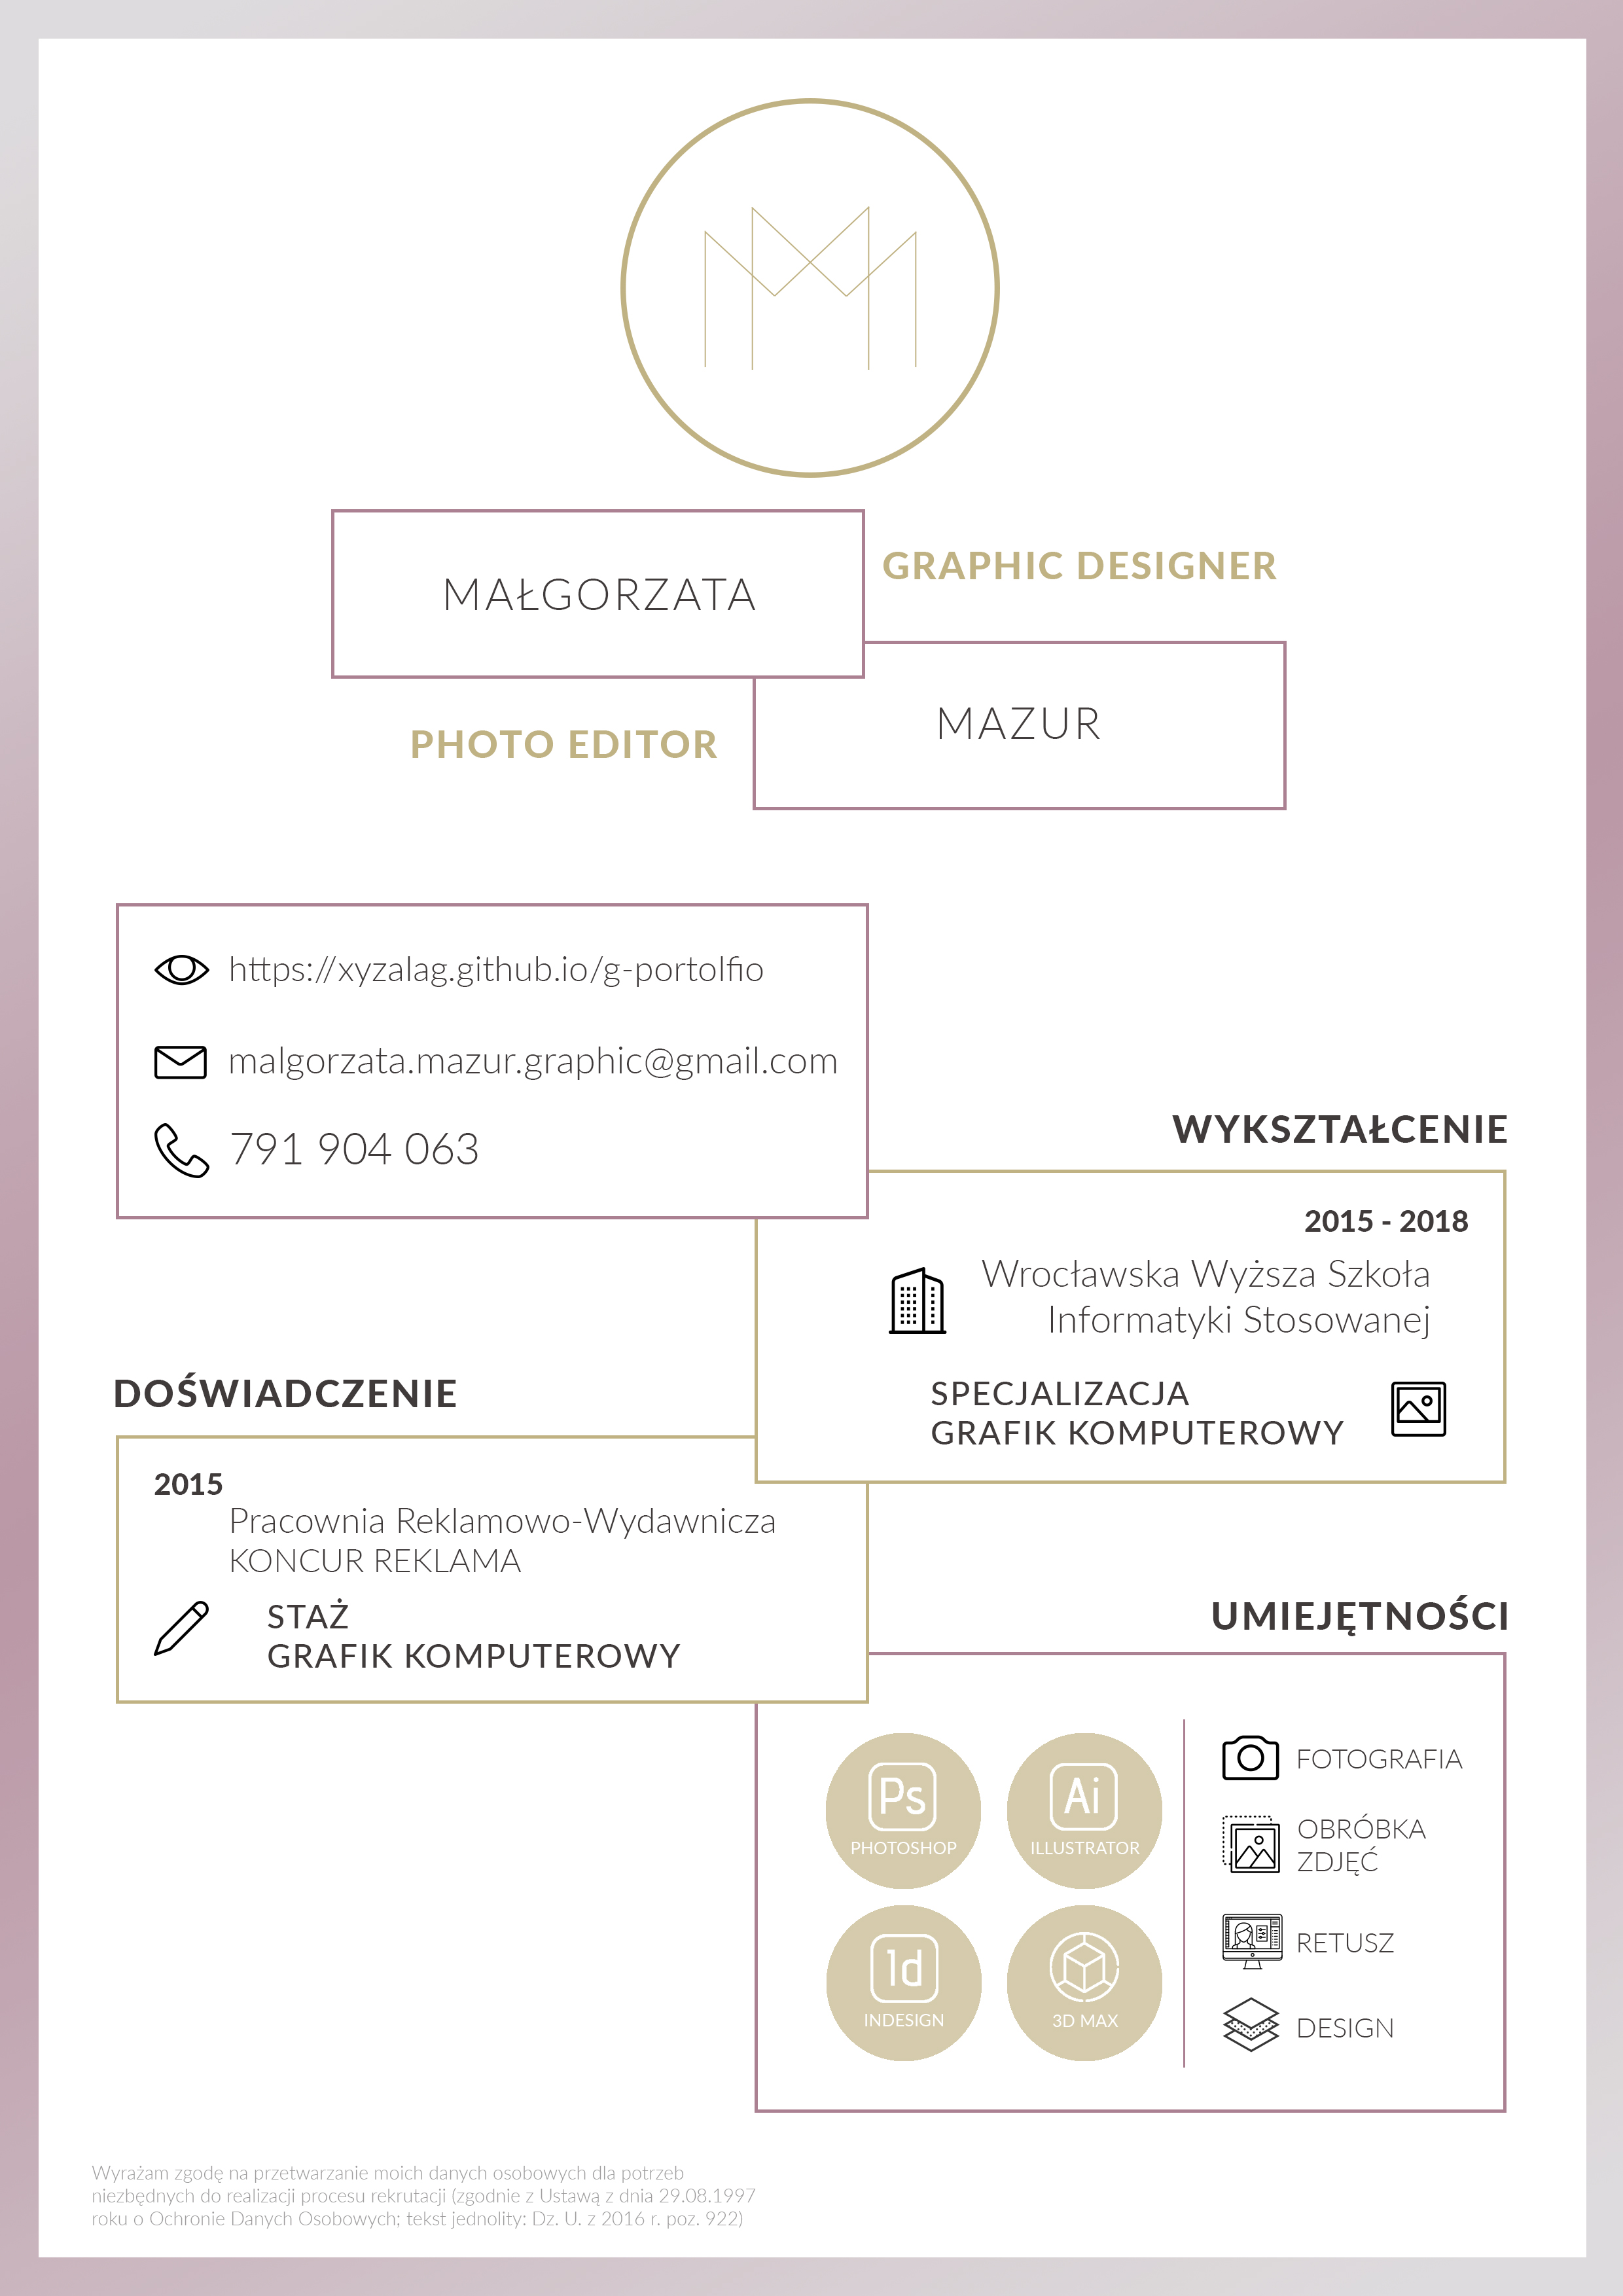 MAŁGORZATA
GRAPHIC DESIGNER
MAZUR
PHOTO EDITOR
https://xyzalag.github.io/g-portolfio
malgorzata.mazur.graphic@gmail.com
791 904 063
WYKSZTAŁCENIE
2015 - 2018
Wrocławska Wyższa Szkoła
Informatyki Stosowanej
SPECJALIZACJA
GRAFIK KOMPUTEROWY
DOŚWIADCZENIE
2015
Pracownia Reklamowo-Wydawnicza
KONCUR REKLAMA
STAŻ
GRAFIK KOMPUTEROWY
UMIEJĘTNOŚCI
Ps
PHOTOSHOP
Ai
ILLUSTRATOR
Id
INDESIGN
3D MAX
FOTOGRAFIA
OBRÓBKA
ZDJĘĆ
RETUSZ
DESIGN
Wyrażam zgodę na przetwarzanie moich danych osobowych dla potrzeb
niezbędnych do realizacji procesu rekrutacji (zgodnie z Ustawą z dnia 29.08.1997
roku o Ochronie Danych Osobowych; tekst jednolity: Dz. U. z 2016 r. poz. 922)